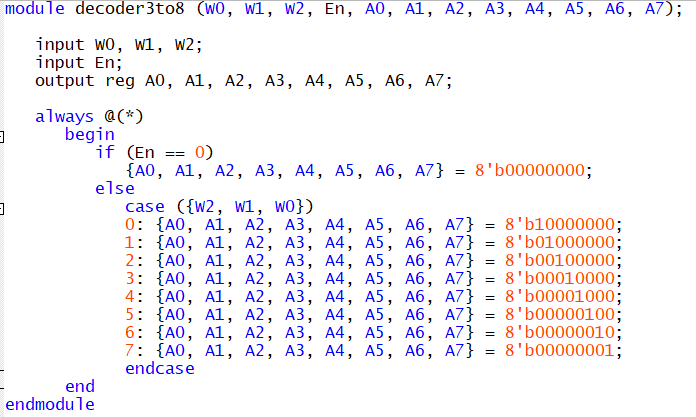 module decoder3to8 (W0, W1, W2, En, A0, A1, A2, A3, A4, A5, A6, A7);
input W0, W1, W2;
input En;
output reg A0, A1, A2, A3, A4, A5, A6, A7;
always @(*)
begin
if (En == 0)
{A0, A1, A2, A3, A4, A5, A6, A7} = 8'b00000000;
else
case ({W2, W1, W0})
0: {A0, A1, A2, A3, A4, A5, A6, A7} = 8'b10000000;
1: {A0, A1, A2, A3, A4, A5, A6, A7} = 8'b01000000;
2: {A0, A1, A2, A3, A4, A5, A6, A7} = 8'b00100000;
3: {A0, A1, A2, A3, A4, A5, A6, A7} = 8'b00010000;
4: {A0, A1, A2, A3, A4, A5, A6, A7} = 8'b00001000;
5: {A0, A1, A2, A3, A4, A5, A6, A7} = 8'b00000100;
6: {A0, A1, A2, A3, A4, A5, A6, A7} = 8'b00000010;
7: {A0, A1, A2, A3, A4, A5, A6, A7} = 8'b00000001;
endcase
end
endmodule